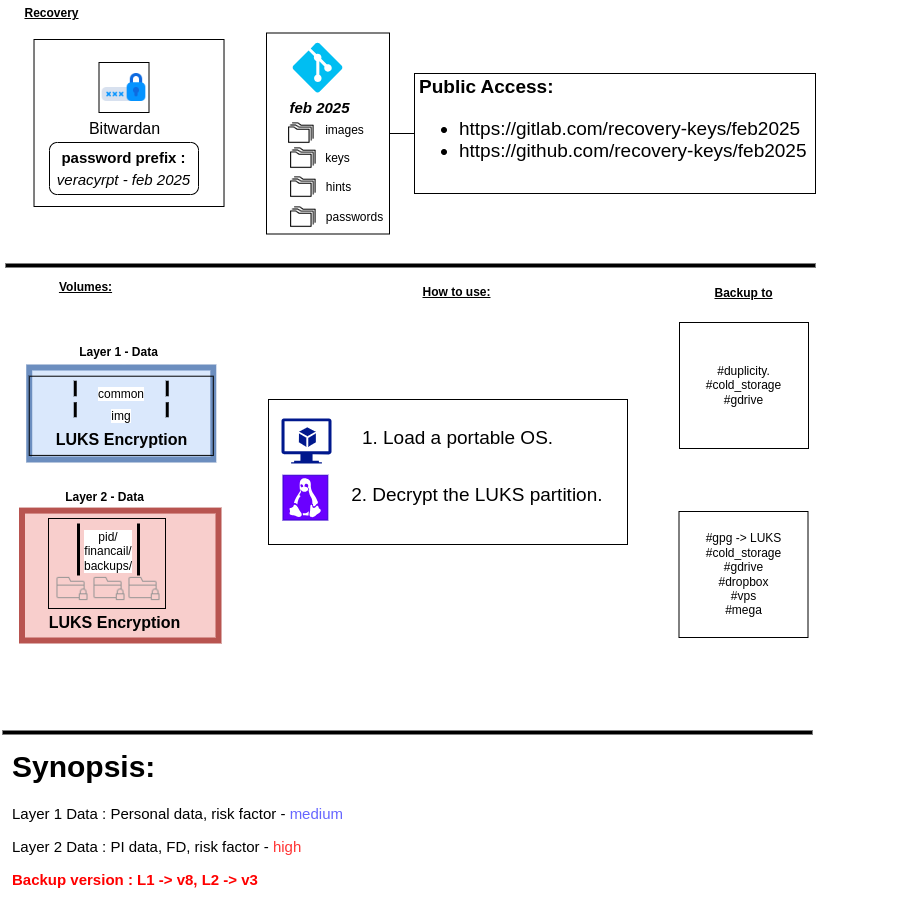 Recovery
Bitwardan
password prefix :
veracyrpt - feb 2025
feb 2025
images
keys
hints
passwords
Public Access:
• https://gitlab.com/recovery-keys/feb2025
• https://github.com/recovery-keys/feb2025
Volumes:
How to use:
Backup to
Layer 1 - Data
common
img
LUKS Encryption
Layer 2 - Data
pid/
financail/
backups/
LUKS Encryption
1. Load a portable OS.
2. Decrypt the LUKS partition.
#duplicity.
#cold_storage
#gdrive
#gpg -> LUKS
#cold_storage
#gdrive
#dropbox
#vps
#mega
Synopsis:
Layer 1 Data : Personal data, risk factor - medium
Layer 2 Data : PI data, FD, risk factor - high
Backup version : L1 -> v8, L2 -> v3